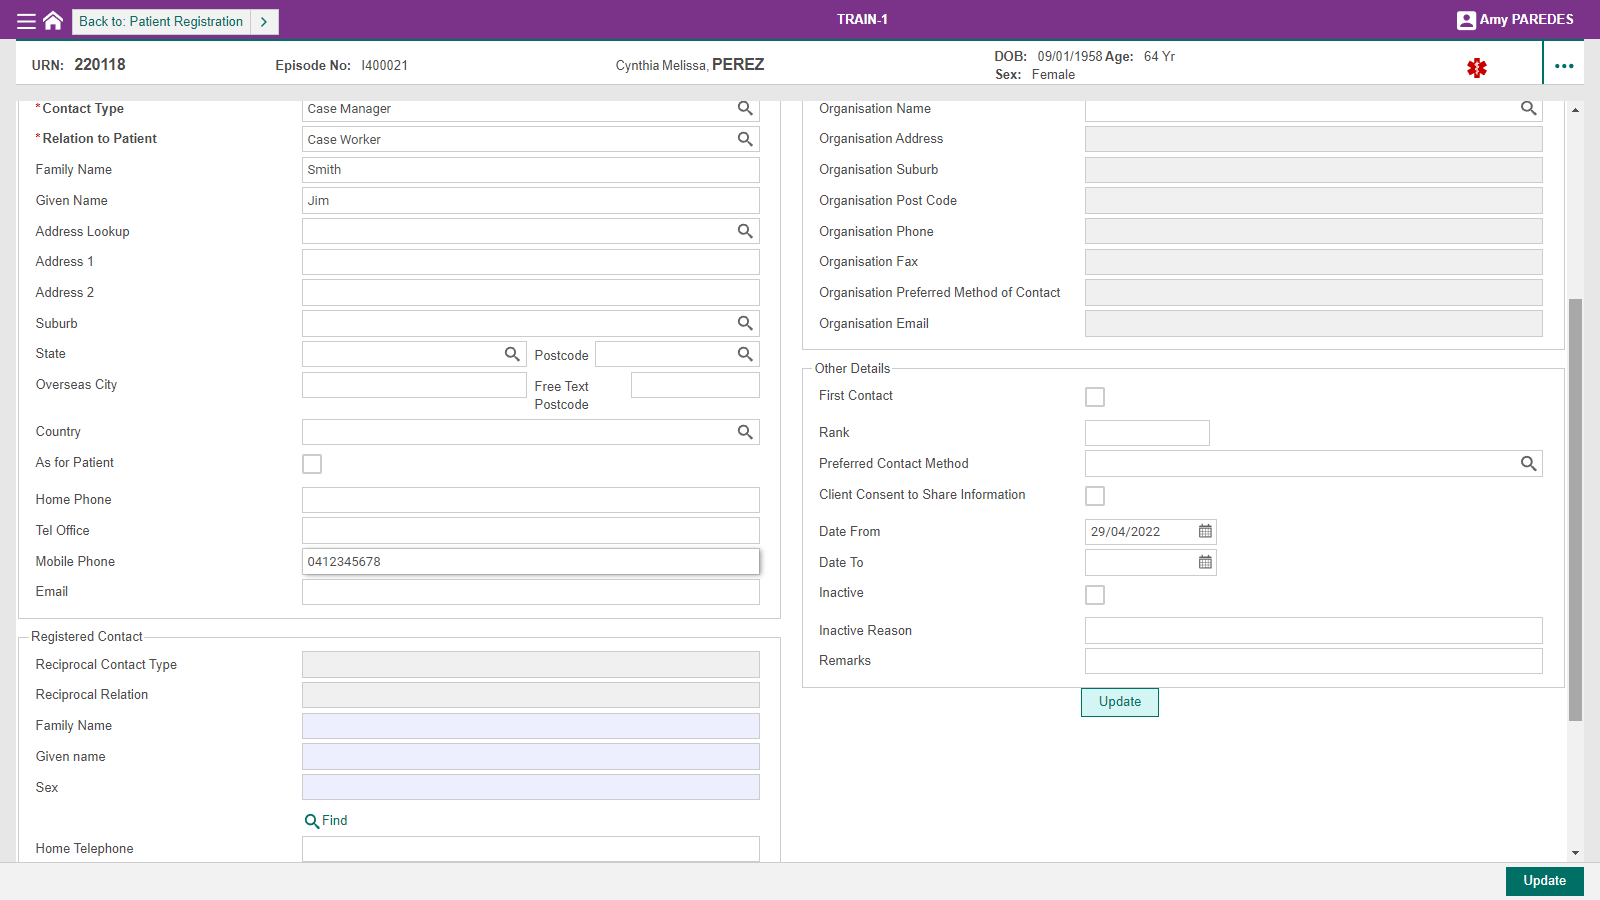 Back to: Patient Registration
TRAIN-1
Amy PAREDES
URN: 220118
Episode No: I400021
Cynthia Melissa, PEREZ
DOB: 09/01/1958 Age: 64 Yr
Sex: Female
*Contact Type Case Manager
*Relation to Patient Case Worker
Family Name Smith
Given Name Jim
Address Lookup
Address 1
Address 2
Suburb
State Postcode
Overseas City Free Text
Postcode
Country
As for Patient
Home Phone
Tel Office
Mobile Phone 0412345678
Email
Registered Contact
Reciprocal Contact Type
Reciprocal Relation
Family Name
Given name
Sex
Find
Home Telephone
Organisation Name
Organisation Address
Organisation Suburb
Organisation Post Code
Organisation Phone
Organisation Fax
Organisation Preferred Method of Contact
Organisation Email
Other Details
First Contact
Rank
Preferred Contact Method
Client Consent to Share Information
Date From 29/04/2022
Date To
Inactive
Inactive Reason
Remarks
Update
Update